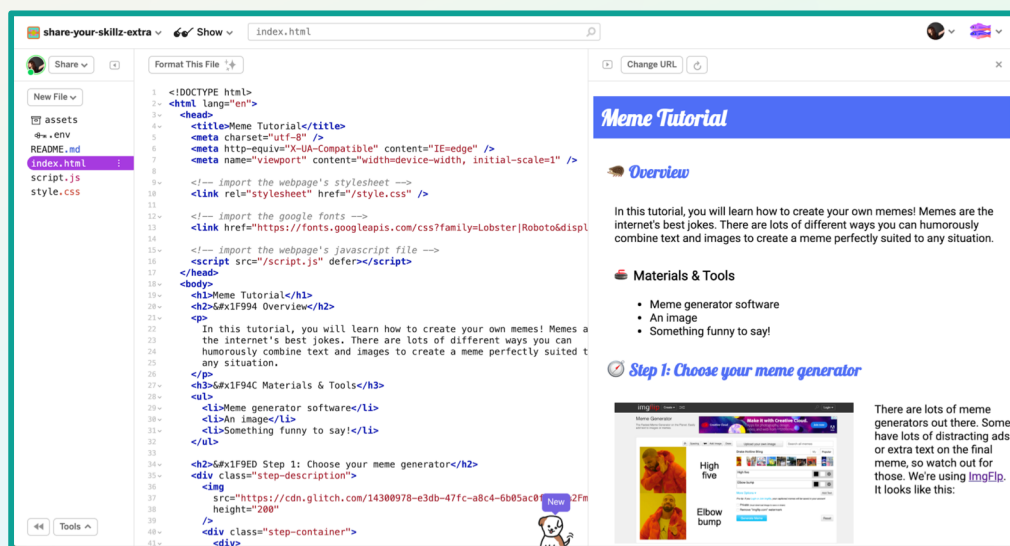 share-your-skillz-extra
Show
index.html
Share
Format This File
Change URL
New File
assets
.env
README.md
index.html
script.js
style.css
Tools
1 <!DOCTYPE html>
2 <html lang="en">
3 <head>
4 <title>Meme Tutorial</title>
5 <meta charset="utf-8" />
6 <meta http-equiv="X-UA-Compatible" content="IE=edge" />
7 <meta name="viewport" content="width=device-width, initial-scale=1" />
8
9 <!-- import the webpage's stylesheet -->
10 <link rel="stylesheet" href="/style.css" />
11
12 <!-- import the google fonts -->
13 <link href="https://fonts.googleapis.com/css?family=Lobster|Roboto&displ
14
15 <!-- import the webpage's javascript file -->
16 <script src="/script.js" defer></script>
17 </head>
18 <body>
19 <h1>Meme Tutorial</h1>
20 <h2>&#x1F994 Overview</h2>
21 <p>
22 In this tutorial, you will learn how to create your own memes! Memes a
23 the internet's best jokes. There are lots of different ways you can
24 humorously combine text and images to create a meme perfectly suited t
25 any situation.
26 </p>
27 <h3>&#x1F94C Materials & Tools</h3>
28 <ul>
29 <li>Meme generator software</li>
30 <li>An image</li>
31 <li>Something funny to say!</li>
32 </ul>
33
34 <h2>&#x1F9ED Step 1: Choose your meme generator</h2>
35 <div class="step-description">
36 <img
37 src="https://cdn.glitch.com/14300978-e3db-47fc-a8c4-6b05ac0f
38 height="200"
39 />
40 <div class="step-container">
41 <div>
New
Meme Tutorial
Overview
In this tutorial, you will learn how to create your own memes! Memes are the
internet's best jokes. There are lots of different ways you can humorously
combine text and images to create a meme perfectly suited to any situation.
Materials & Tools
• Meme generator software
• An image
• Something funny to say!
Step 1: Choose your meme generator
imgflip
Meme Generator
Make it with Creative Cloud.
High
five
Elbow
bump
There are lots of meme
generators out there. Some
have lots of distracting ads
or extra text on the final
meme, so watch out for
those. We're using ImgFlp.
It looks like this: